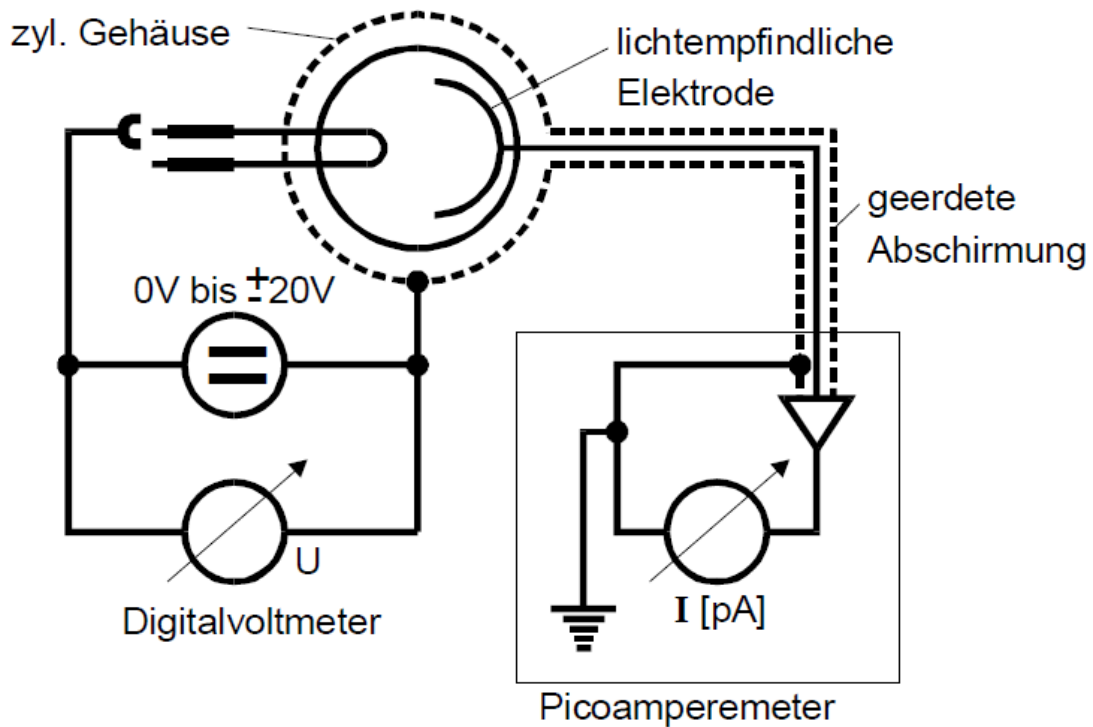 zyl. Gehäuse
lichtempfindliche
Elektrode
geerdete
Abschirmung
0V bis ±20V
U
Digitalvoltmeter
I [pA]
Picoamperemeter